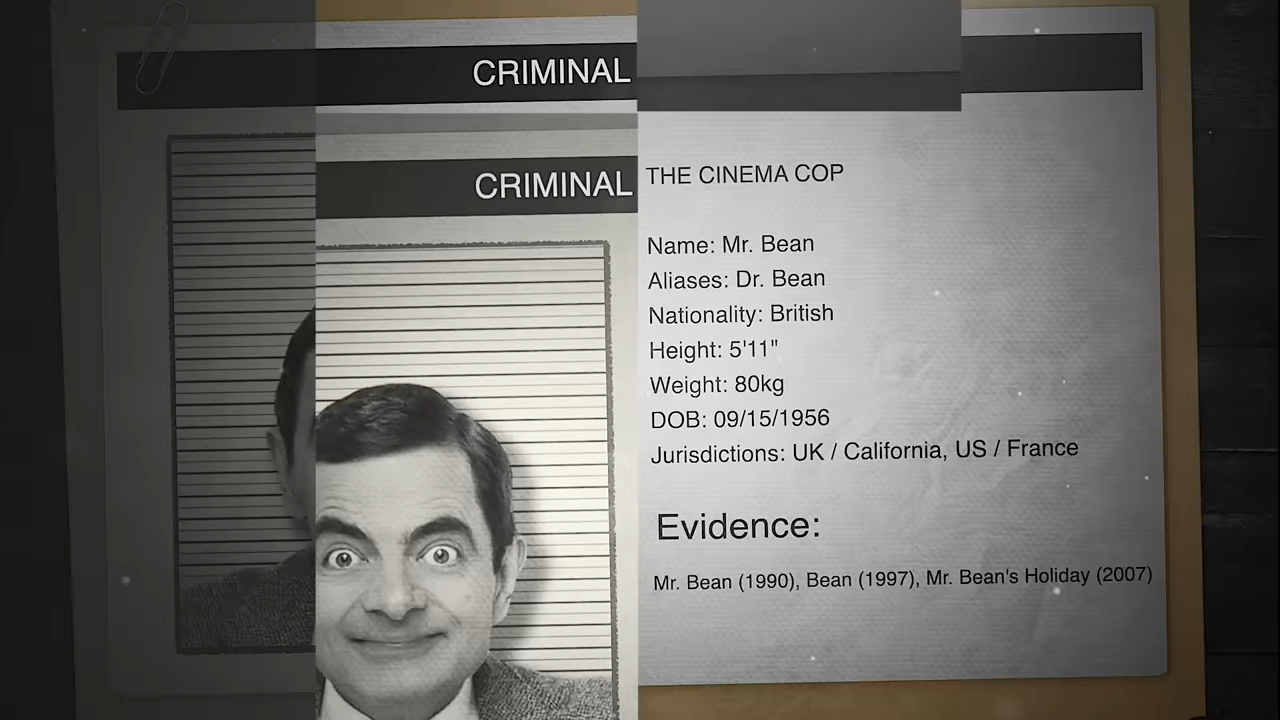 CRIMINAL
CRIMINAL
THE CINEMA COP
Name: Mr. Bean
Aliases: Dr. Bean
Nationality: British
Height: 5'11"
Weight: 80kg
DOB: 09/15/1956
Jurisdictions: UK / California, US / France
Evidence:
Mr. Bean (1990), Bean (1997), Mr. Bean's Holiday (2007)